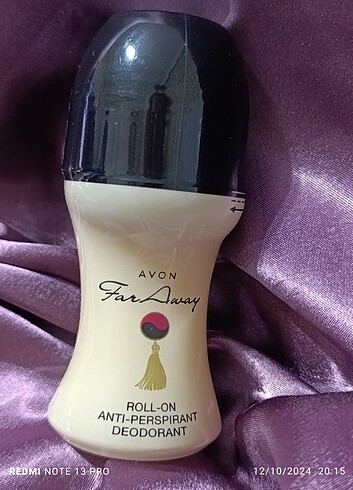 AVON
Far Away
ROLL-ON
ANTI-PERSPIRANT
DEODORANT
REDMI NOTE 13 PRO
12/10/2024 20:15